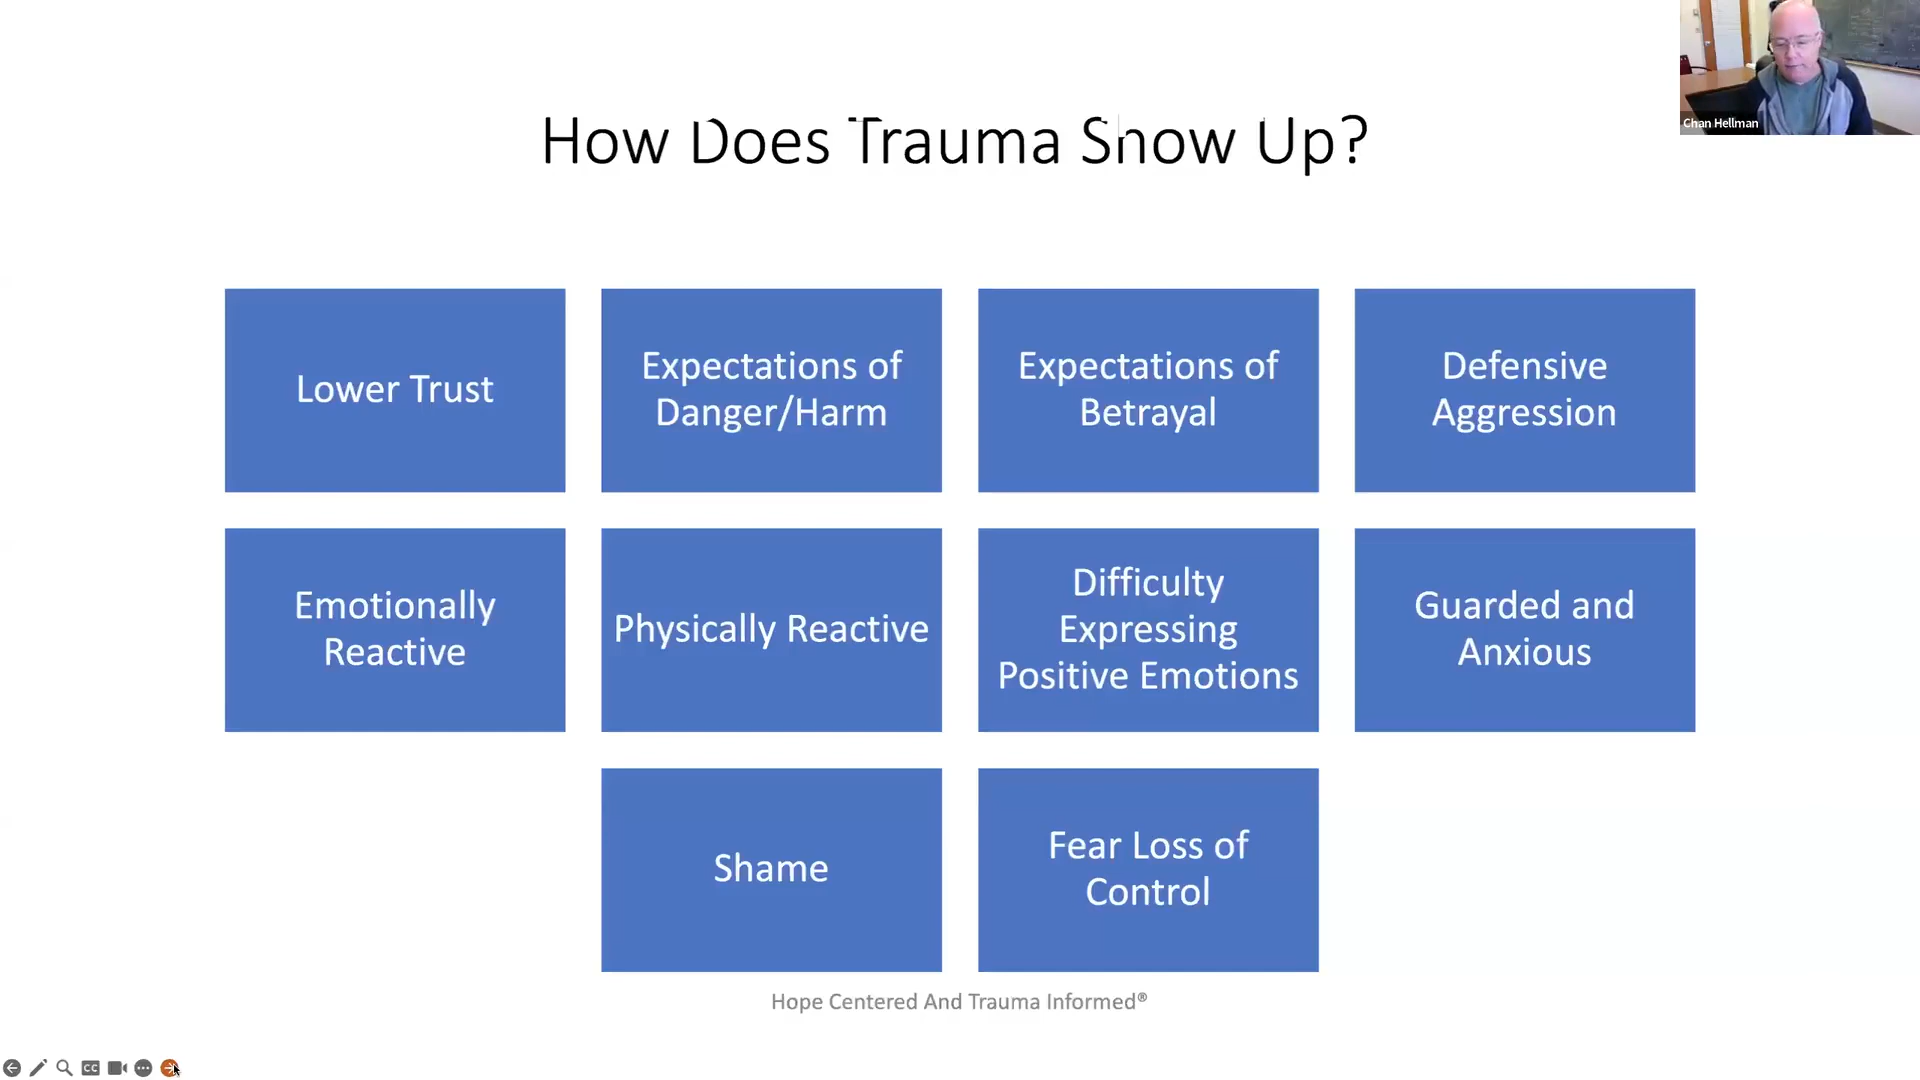 How Does Trauma Show Up?
Chan Hellman
Lower Trust
Expectations of
Danger/Harm
Expectations of
Betrayal
Defensive
Aggression
Emotionally
Reactive
Physically Reactive
Difficulty
Expressing
Positive Emotions
Guarded and
Anxious
Shame
Fear Loss of
Control
Hope Centered And Trauma Informed®
CC